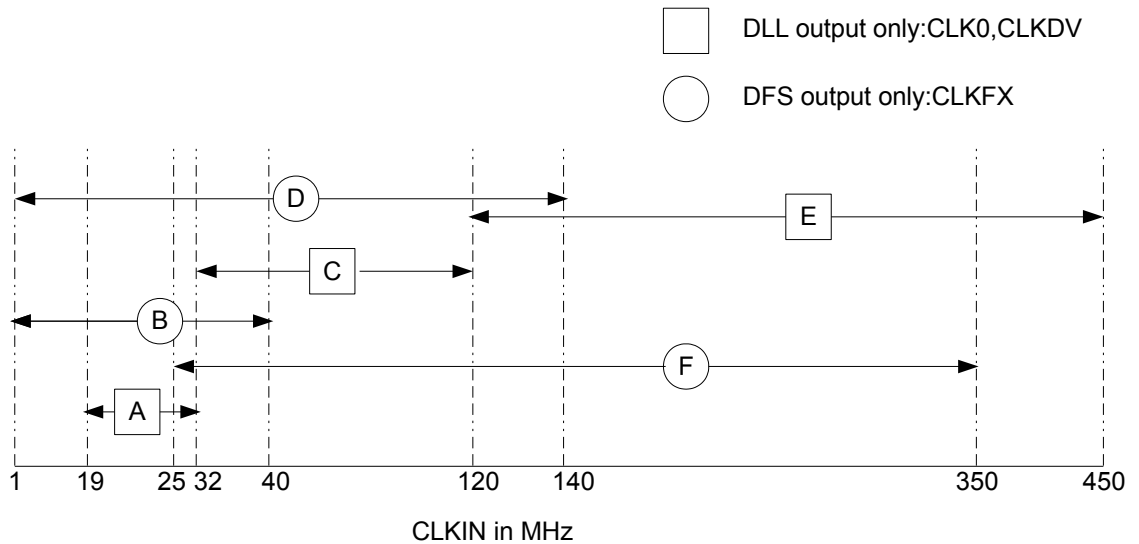 DLL output only:CLK0,CLKDV
DFS output only:CLKFX
D
E
C
B
F
A
1 19 25 32 40 120 140 350 450
CLKIN in MHz